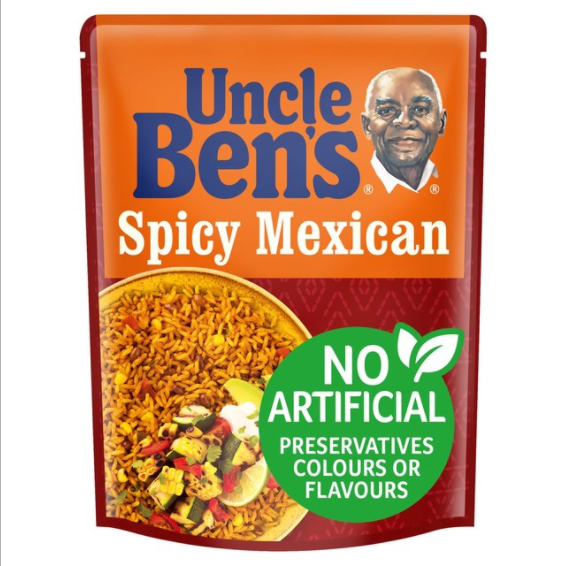 Uncle
Ben's
® ®
Spicy Mexican
NO
ARTIFICIAL
PRESERVATIVES
COLOURS OR
FLAVOURS